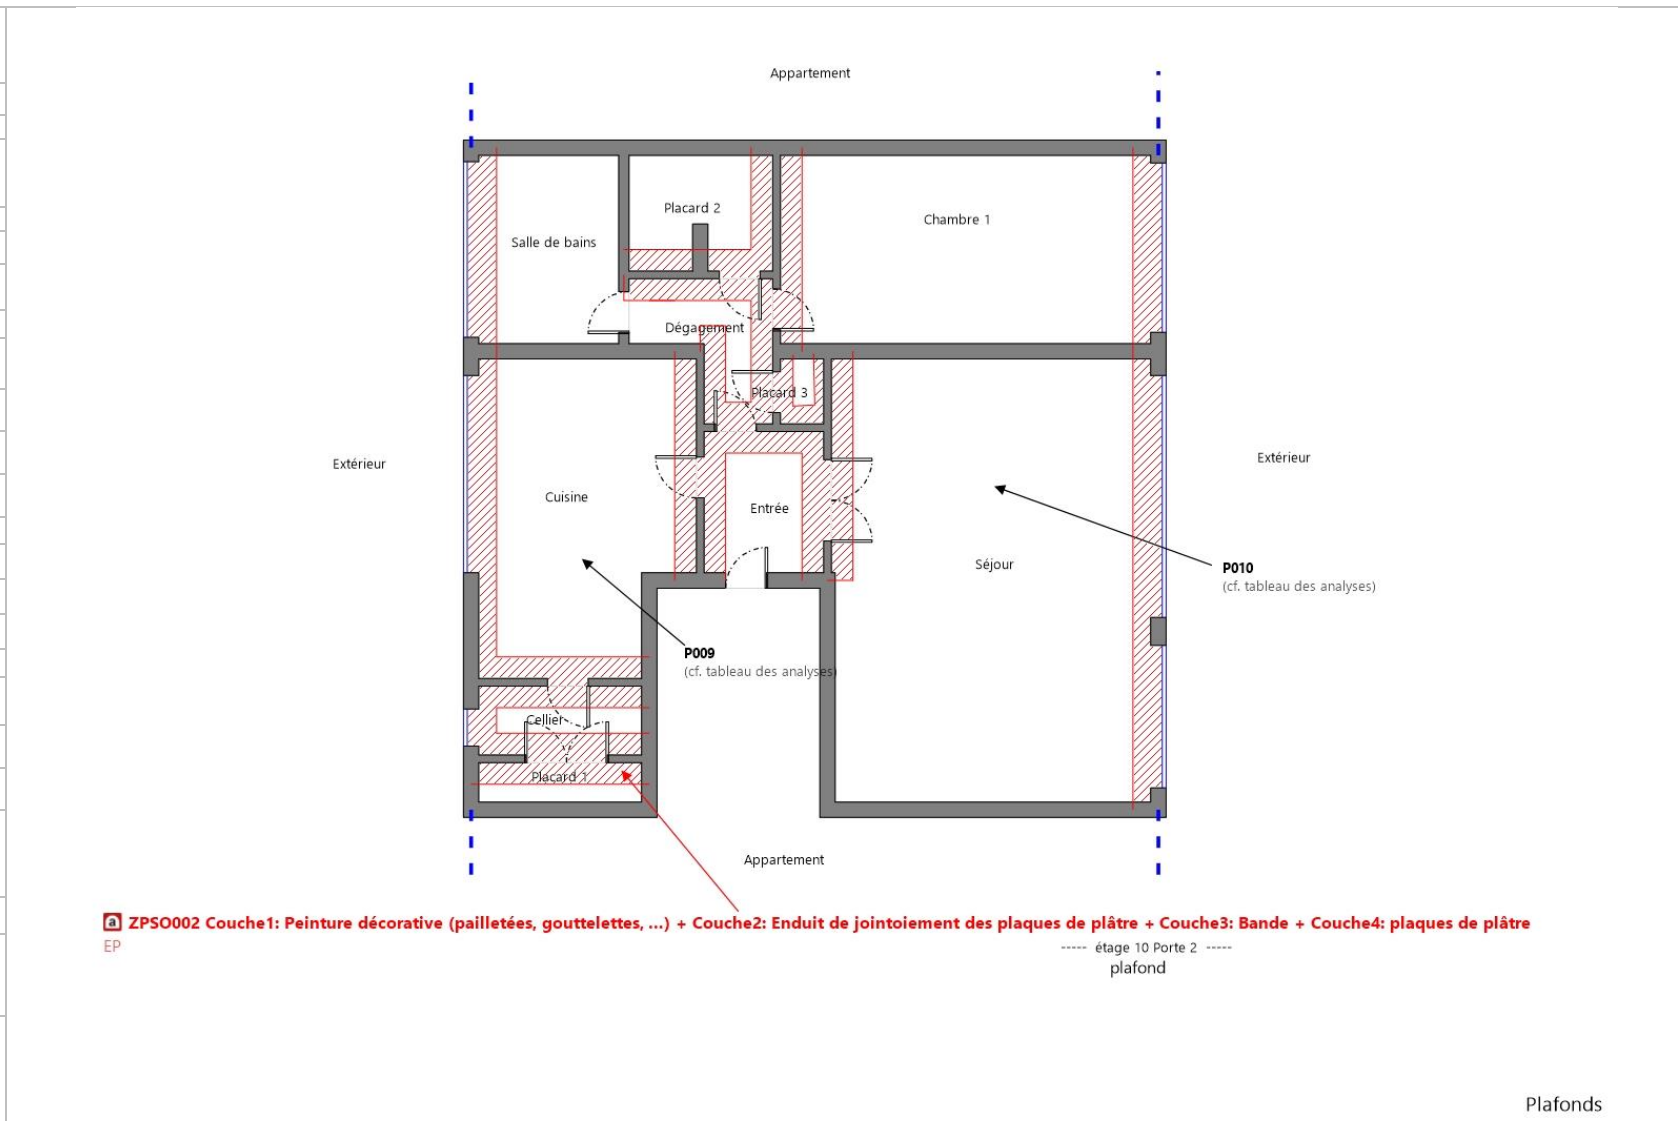 Appartement
Placard 2
Chambre 1
Salle de bains
Dégagement
Placard 3
Extérieur
Extérieur
Cuisine
Entrée
Séjour
P010
(cf. tableau des analyses)
P009
(cf. tableau des analyses)
Cellier
Placard 1
Appartement
a ZPSO002 Couche1: Peinture décorative (pailletées, gouttelettes, ...) + Couche2: Enduit de jointoiement des plaques de plâtre + Couche3: Bande + Couche4: plaques de plâtre
EP
----- étage 10 Porte 2 -----
plafond
Plafonds